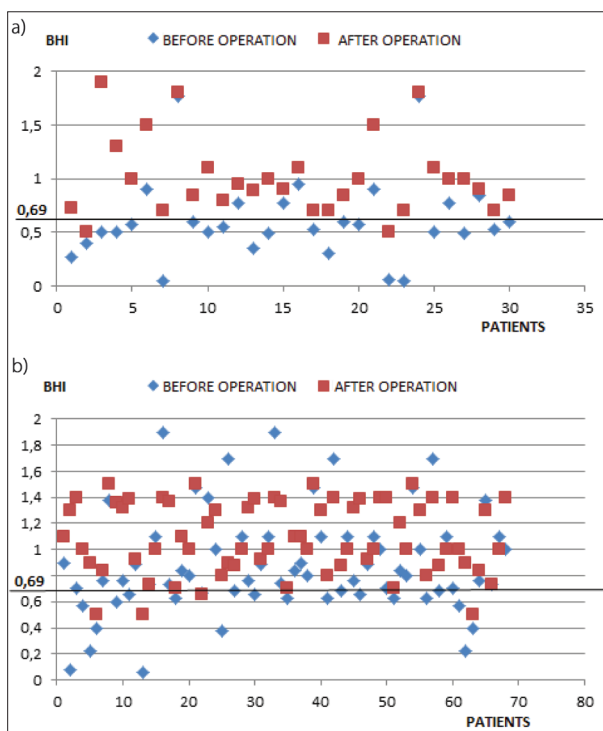 a)
BHI
BEFORE OPERATION AFTER OPERATION
2
1,5
1
0,69
0,5
0
0 5 10 15 20 25 30 35
PATIENTS
b)
BHI
BEFORE OPERATION AFTER OPERATION
2
1,8
1,6
1,4
1,2
1
0,8
0,69
0,6
0,4
0,2
0
0 10 20 30 40 50 60 70 80
PATIENTS